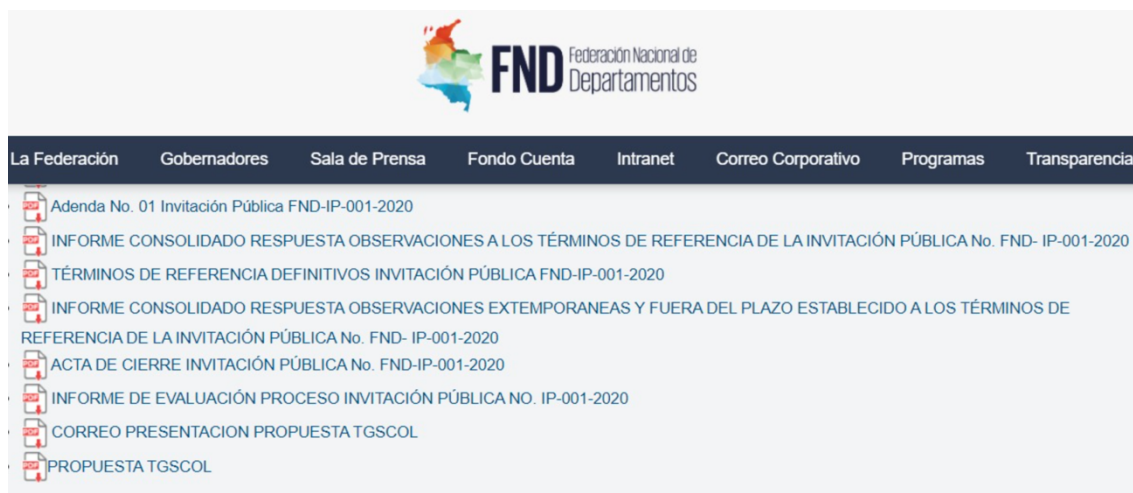 FND Federación Nacional de
Departamentos
La Federación Gobernadores Sala de Prensa Fondo Cuenta Intranet Correo Corporativo Programas Transparencia
Adenda No. 01 Invitación Pública FND-IP-001-2020
INFORME CONSOLIDADO RESPUESTA OBSERVACIONES A LOS TÉRMINOS DE REFERENCIA DE LA INVITACIÓN PÚBLICA No. FND- IP-001-2020
TÉRMINOS DE REFERENCIA DEFINITIVOS INVITACIÓN PÚBLICA FND-IP-001-2020
INFORME CONSOLIDADO RESPUESTA OBSERVACIONES EXTEMPORANEAS Y FUERA DEL PLAZO ESTABLECIDO A LOS TÉRMINOS DE
REFERENCIA DE LA INVITACIÓN PÚBLICA No. FND- IP-001-2020
ACTA DE CIERRE INVITACIÓN PÚBLICA No. FND-IP-001-2020
INFORME DE EVALUACIÓN PROCESO INVITACIÓN PÚBLICA NO. IP-001-2020
CORREO PRESENTACION PROPUESTA TGSCOL
PROPUESTA TGSCOL